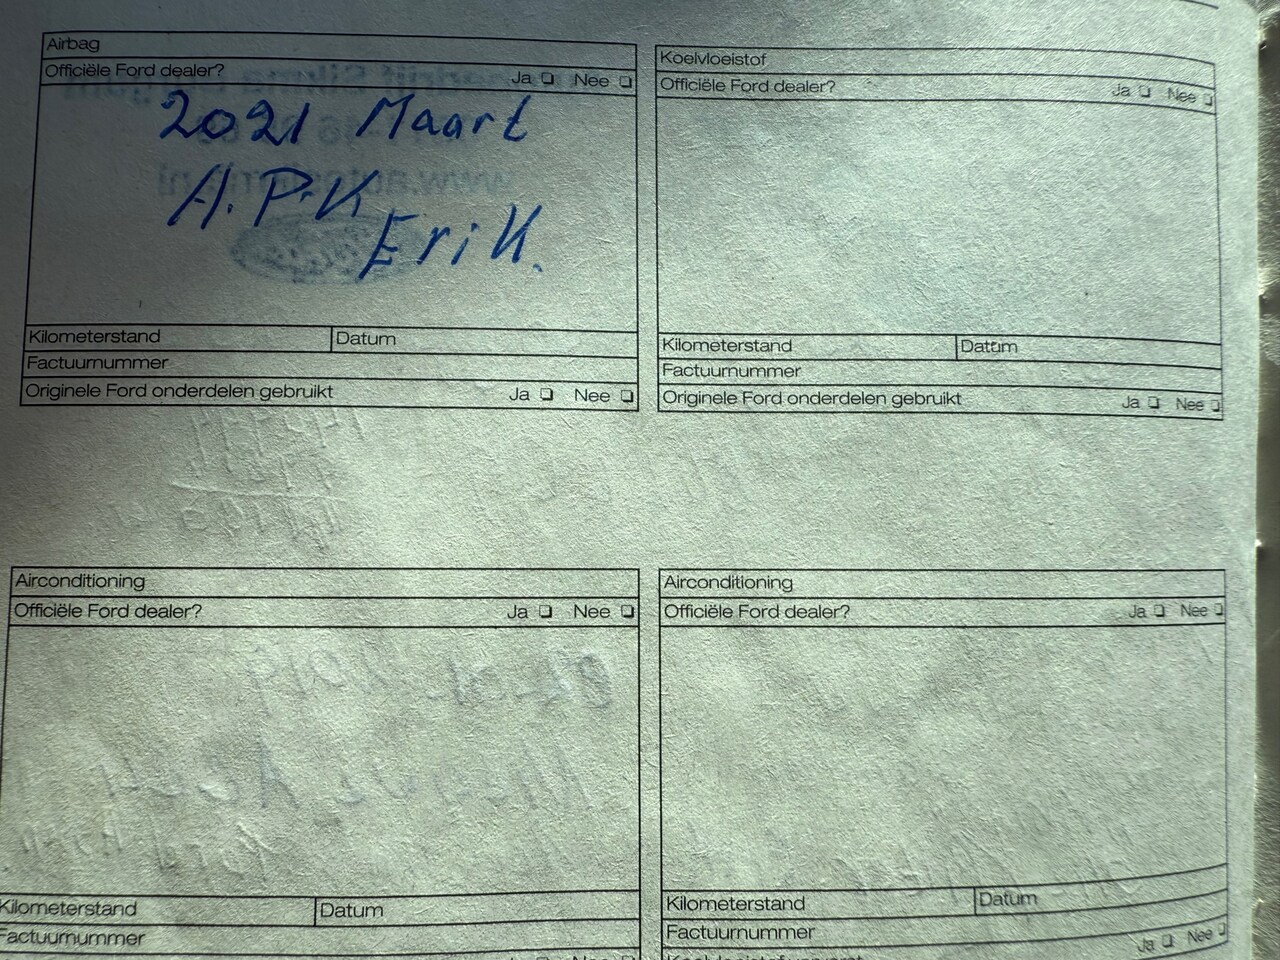 Airbag
Officiële Ford dealer? Ja Nee
2021 Maart
A.P.K
Erik.
Kilometerstand Datum
Factuurnummer
Originele Ford onderdelen gebruikt Ja Nee
Koelvloeistof
Officiële Ford dealer? Ja Nee
Kilometerstand Datum
Factuurnummer
Originele Ford onderdelen gebruikt Ja Nee
Airconditioning
Officiële Ford dealer? Ja Nee
Kilometerstand Datum
Factuurnummer
Airconditioning
Officiële Ford dealer? Ja Nee
Kilometerstand Datum
Factuurnummer
Ja Nee